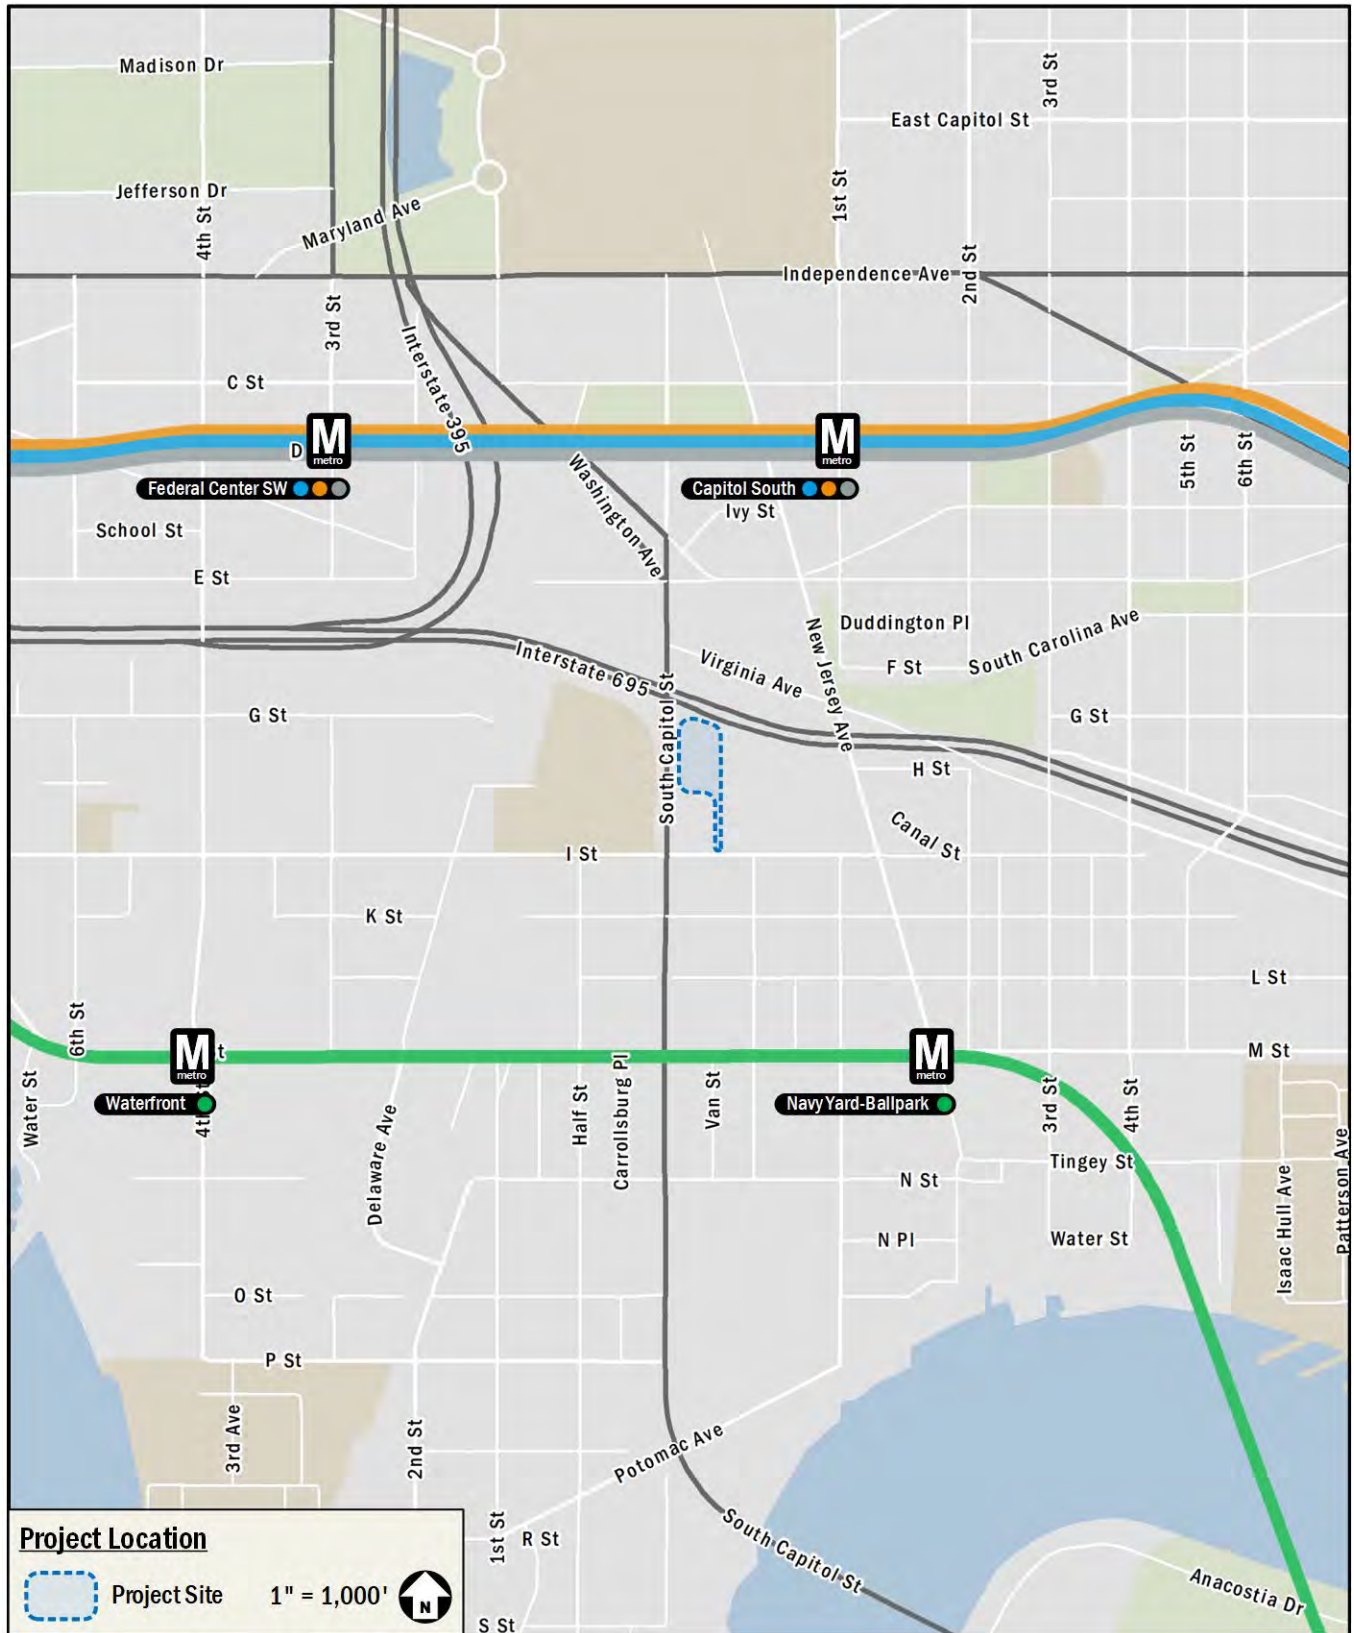 Madison Dr
3rd St
East Capitol St
Jefferson Dr
1st St
4th St
Maryland Ave
Independence Ave
2nd St
3rd St
Interstate 395
C St
M
metro
D
M
metro
5th St
6th St
Federal Center SW
Capitol South
Washington Ave
Ivy St
School St
E St
Duddington Pl
South Carolina Ave
New Jersey Ave
F St
Virginia Ave
Interstate 695
South Capitol St
G St
G St
H St
Canal St
I St
K St
L St
6th St
M
metro
t
M
metro
M St
Water St
Waterfront
4th St
Delaware Ave
Half St
Carrollsburg Pl
Van St
Navy Yard-Ballpark
3rd St
4th St
Tingey St
Isaac Hull Ave
Patterson Ave
N St
N Pl
Water St
O St
P St
3rd Ave
2nd St
Potomac Ave
1st St
R St
South Capitol St
Anacostia Dr
S St
Project Location
Project Site 1" = 1,000' N